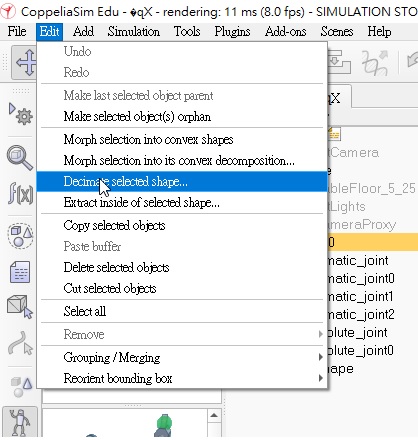 CoppeliaSim Edu - �qX - rendering: 11 ms (8.0 fps) - SIMULATION STO
File Edit Add Simulation Tools Plugins Add-ons Scenes Help
Undo
Redo
Make last selected object parent
Make selected object(s) orphan
Morph selection into convex shapes
Morph selection into its convex decomposition...
Decimate selected shape...
Extract inside of selected shape...
Copy selected objects
Paste buffer
Delete selected objects
Cut selected objects
Select all
Remove
Grouping / Merging
Reorient bounding box
f(x)
qX
Camera
ableFloor_5_25
Lights
ameraProxy
0
matic_joint
matic_joint0
matic_joint1
matic_joint2
olute_joint
olute_joint0
hape